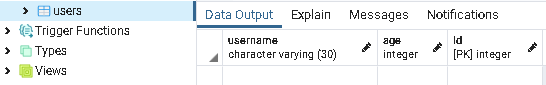 users
Trigger Functions
Types
Views
Data Output Explain Messages Notifications
username age Id
character varying (30) integer [PK] integer